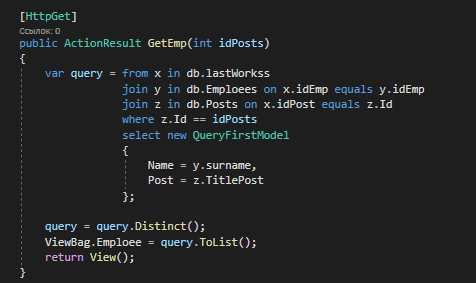 [HttpGet]
Ссылок: 0
public ActionResult GetEmp(int idPosts)
{
var query = from x in db.lastWorkss
join y in db.Emploees on x.idEmp equals y.idEmp
join z in db.Posts on x.idPost equals z.Id
where z.Id == idPosts
select new QueryFirstModel
{
Name = y.surname,
Post = z.TitlePost
};
query = query.Distinct();
ViewBag.Emploee = query.ToList();
return View();
}